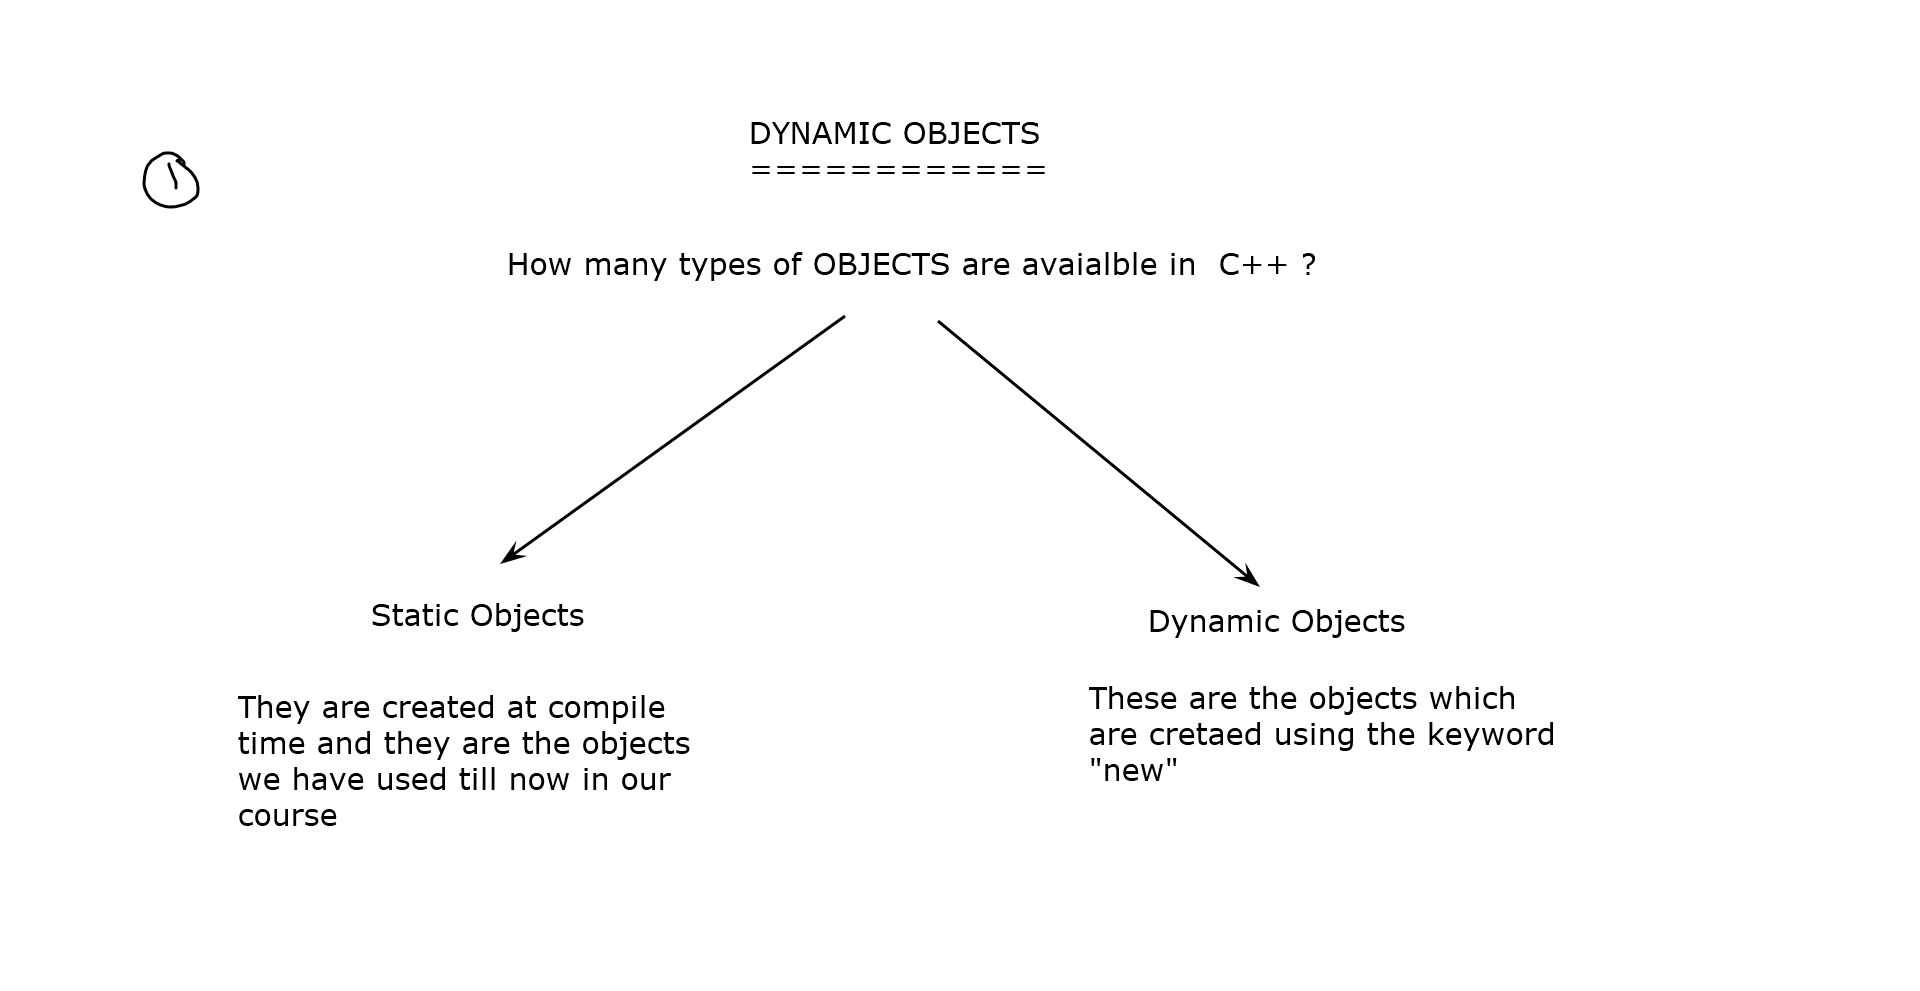 DYNAMIC OBJECTS
============
1
How many types of OBJECTS are avaialble in  C++ ?
Static Objects
Dynamic Objects
They are created at compile
time and they are the objects
we have used till now in our
course
These are the objects which
are cretaed using the keyword
"new"